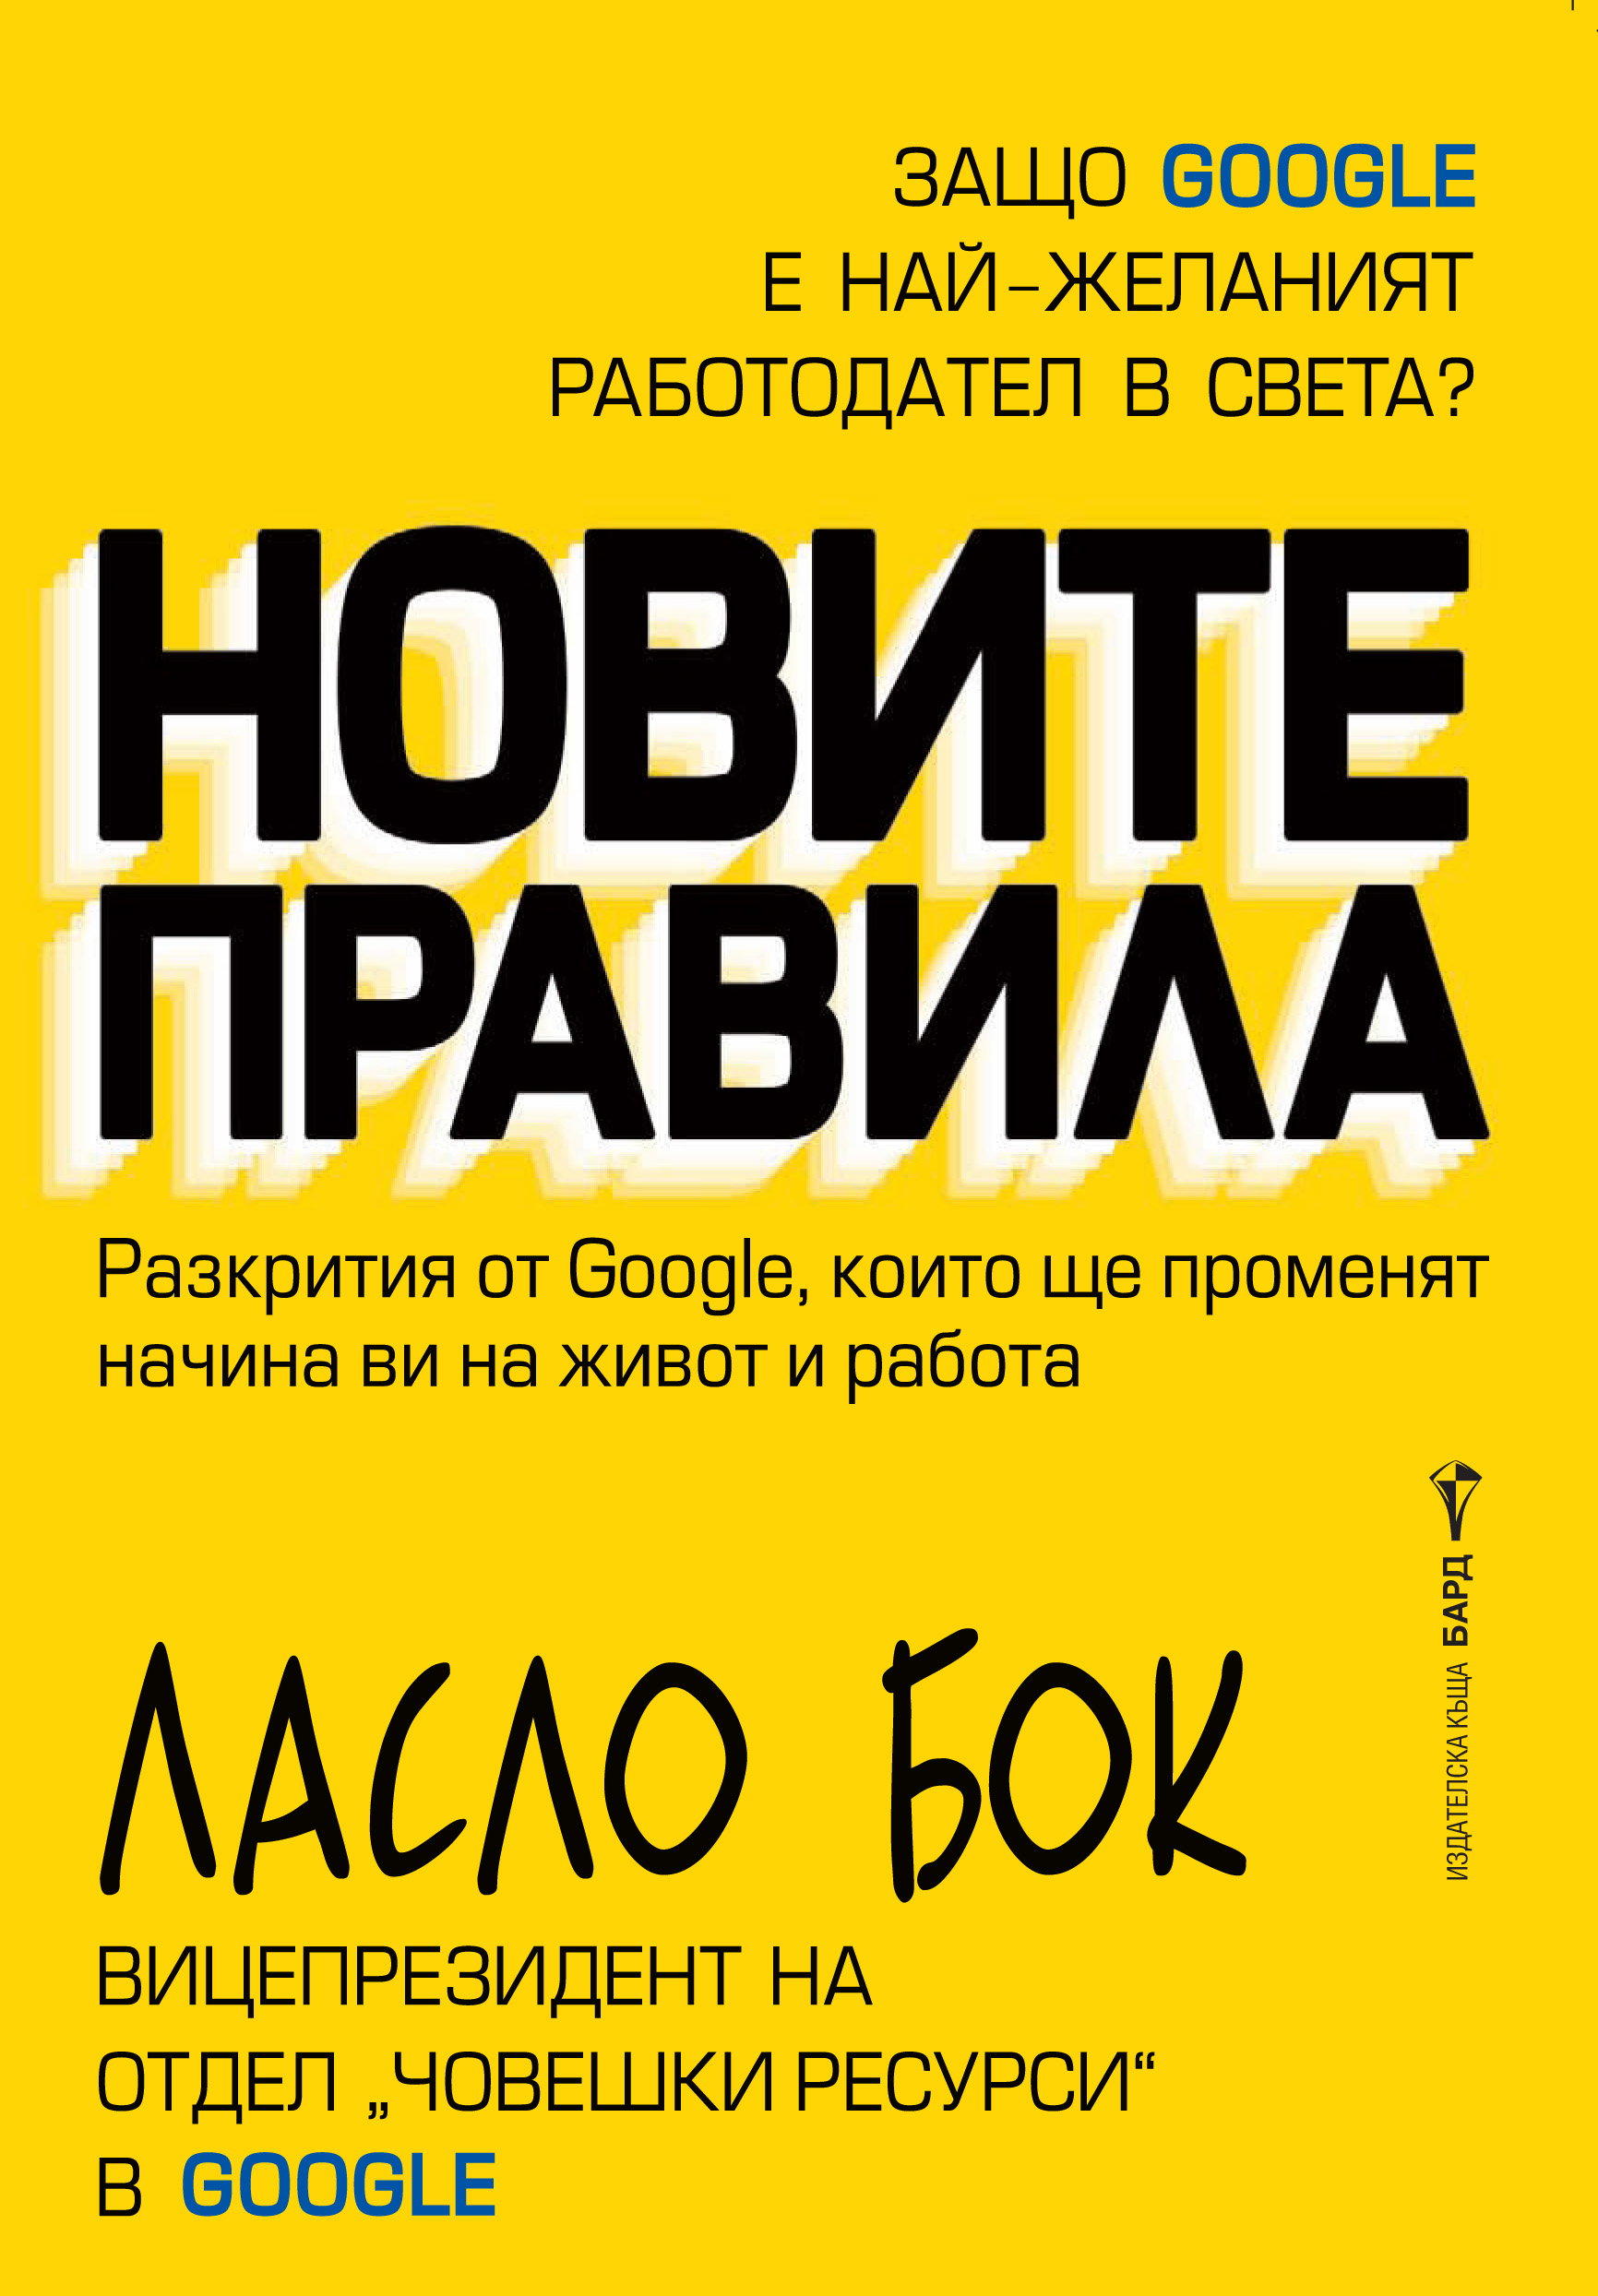 ЗАЩО GOOGLE
Е НАЙ-ЖЕЛАНИЯТ
РАБОТОДАТЕЛ В СВЕТА?
НОВИТЕ
ПРАВИЛА
Разкрития от Google, които ще променят
начина ви на живот и работа
ИЗДАТЕЛСКА КЪЩА БАРД
ЛАСЛО БОК
ВИЦЕПРЕЗИДЕНТ НА
ОТДЕЛ „ЧОВЕШКИ РЕСУРСИ“
В GOOGLE